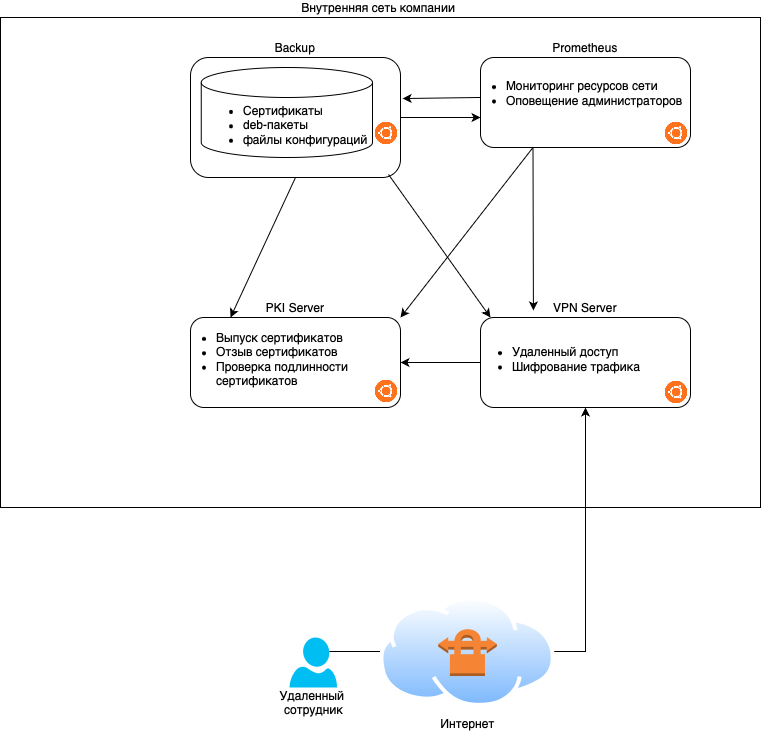 Внутренняя сеть компании
Backup
Prometheus
Сертификаты
deb-пакеты
файлы конфигураций
Мониторинг ресурсов сети
Оповещение администраторов
PKI Server
VPN Server
Выпуск сертификатов
Отзыв сертификатов
Проверка подлинности
сертификатов
Удаленный доступ
Шифрование трафика
Удаленный
сотрудник
Интернет